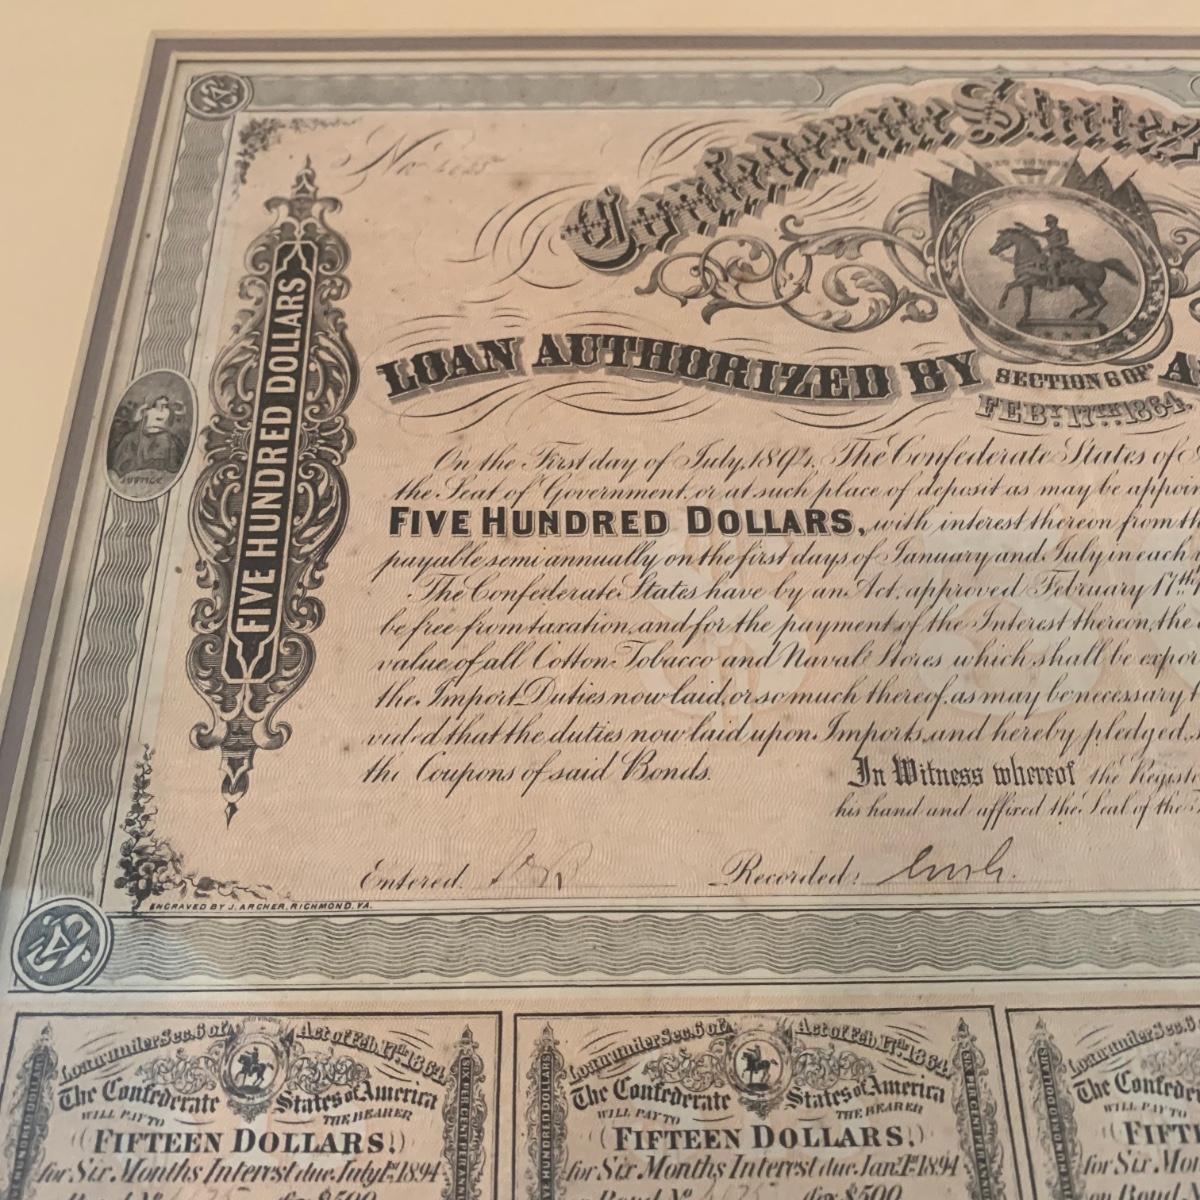 No
Confederate States
LOAN AUTHORIZED BY SECTION 6 OF
FEBY. 17TH. 1864.
FIVE HUNDRED DOLLARS
JUSTICE
On the First day of July, 1894, The Confederate States of
the Seat of Government or at such place of deposit as may be
FIVE HUNDRED DOLLARS, with interest thereon from
payable semi annually on the first days of January and July in each
The Confederate States have by an Act, approved February 17th
be free from taxation, and for the payment of the Interest thereon, the
value of all Cotton Tobacco and Naval Stores which shall be
the Import Duties now laid, or so much thereof, as may be necessary
vided that the duties now laid upon Imports, and hereby pledged,
the Coupons of said Bonds.
In Witness whereof the
his hand and affixed the Seal of the
Entered. Recorded:
ENGRAVED BY J. ARCHER, RICHMOND, VA.
Loan under Sec. 6 of Act of Feb. 17th 1864
The Confederate States of America
WILL PAY TO THE BEARER
FIFTEEN DOLLARS.
for Six Months Interest due July 1st 1894
on Bond No for $500
Loan under Sec. 6 of Act of Feb. 17th 1864
The Confederate States of America
WILL PAY TO THE BEARER
FIFTEEN DOLLARS.
for Six Months Interest due Jan. 1st 1894
on Bond No for $500
Loan under Sec. 6
The
WILL PAY TO
for Six